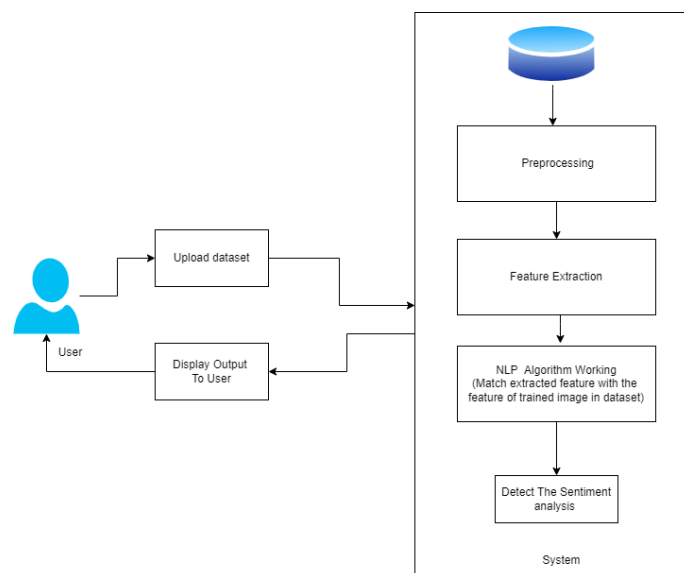 Preprocessing
Upload dataset
Feature Extraction
User
Display Output
To User
NLP Algorithm Working
(Match extracted feature with the
feature of trained image in dataset)
Detect The Sentiment
analysis
System